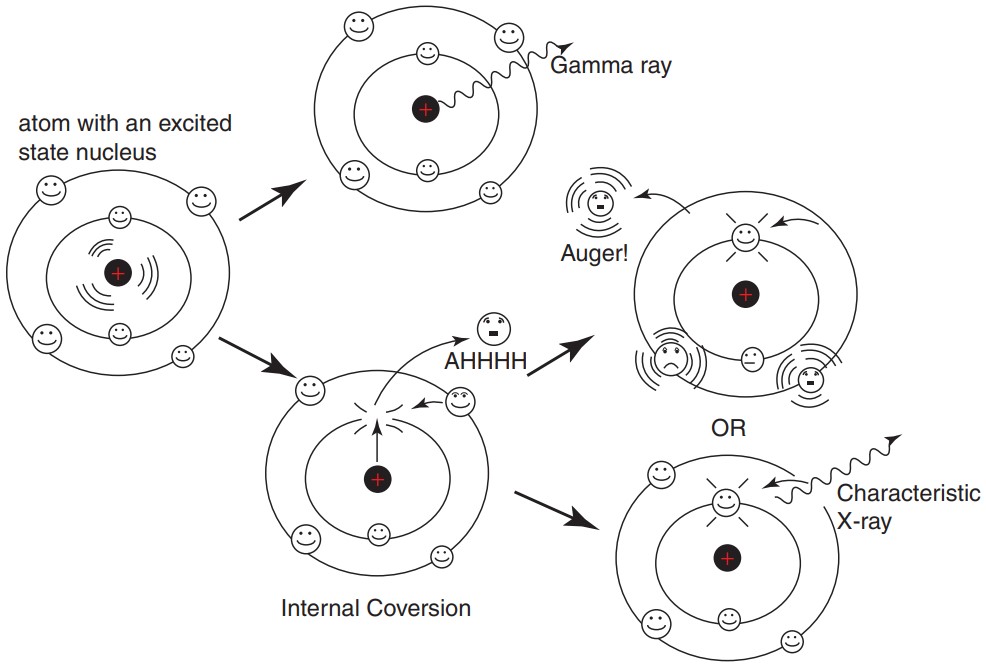 Gamma ray
atom with an excited
state nucleus
+
+
Auger!
+
AHHHH
OR
+
Characteristic
X-ray
+
Internal Coversion